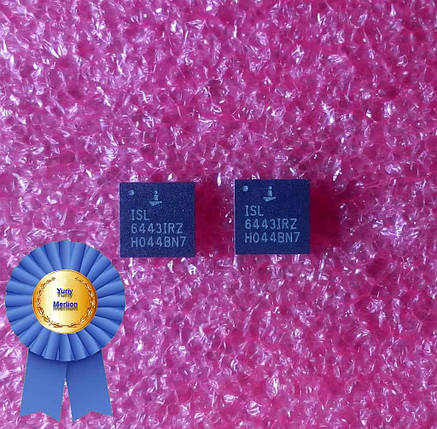 ISL
6443IRZ
H044BN7
ISL
6443IRZ
H044BN7
Yuriy
Merlion